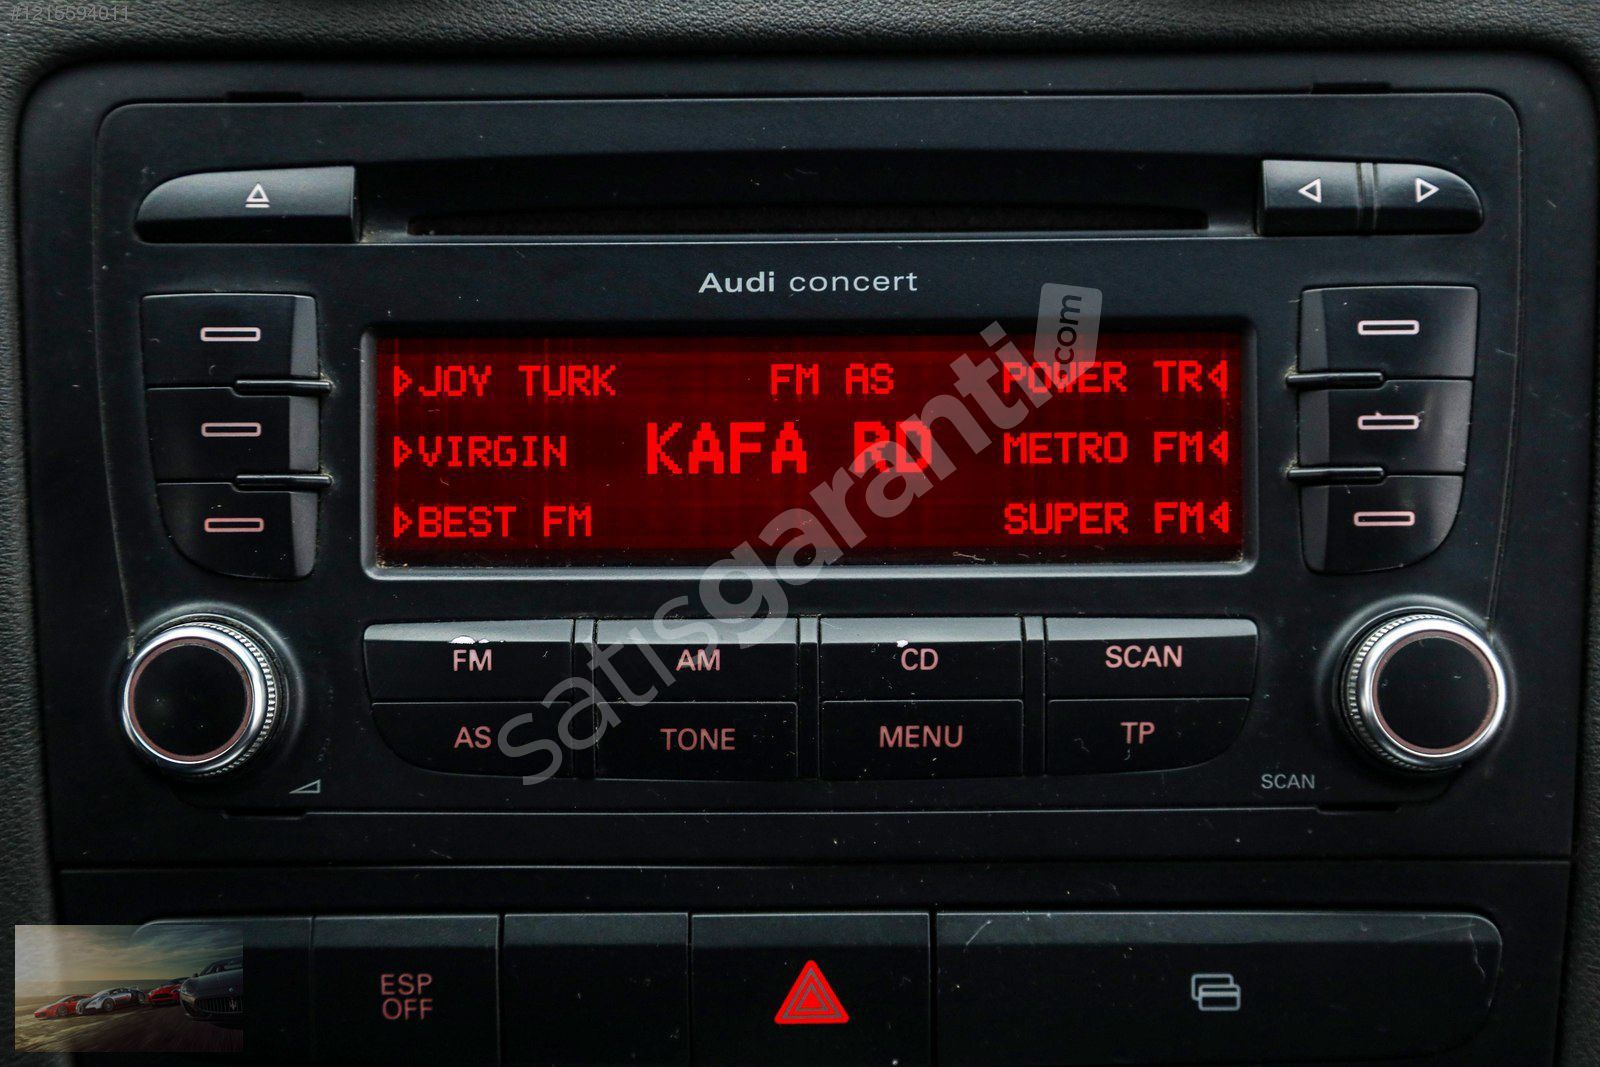 #1215694011
Audi concert
JOY TURK FM AS POWER TR
VIRGIN KAFA RD METRO FM
BEST FM SUPER FM
satisgaranti.com
FM AM CD SCAN
AS TONE MENU TP
SCAN
ESP
OFF